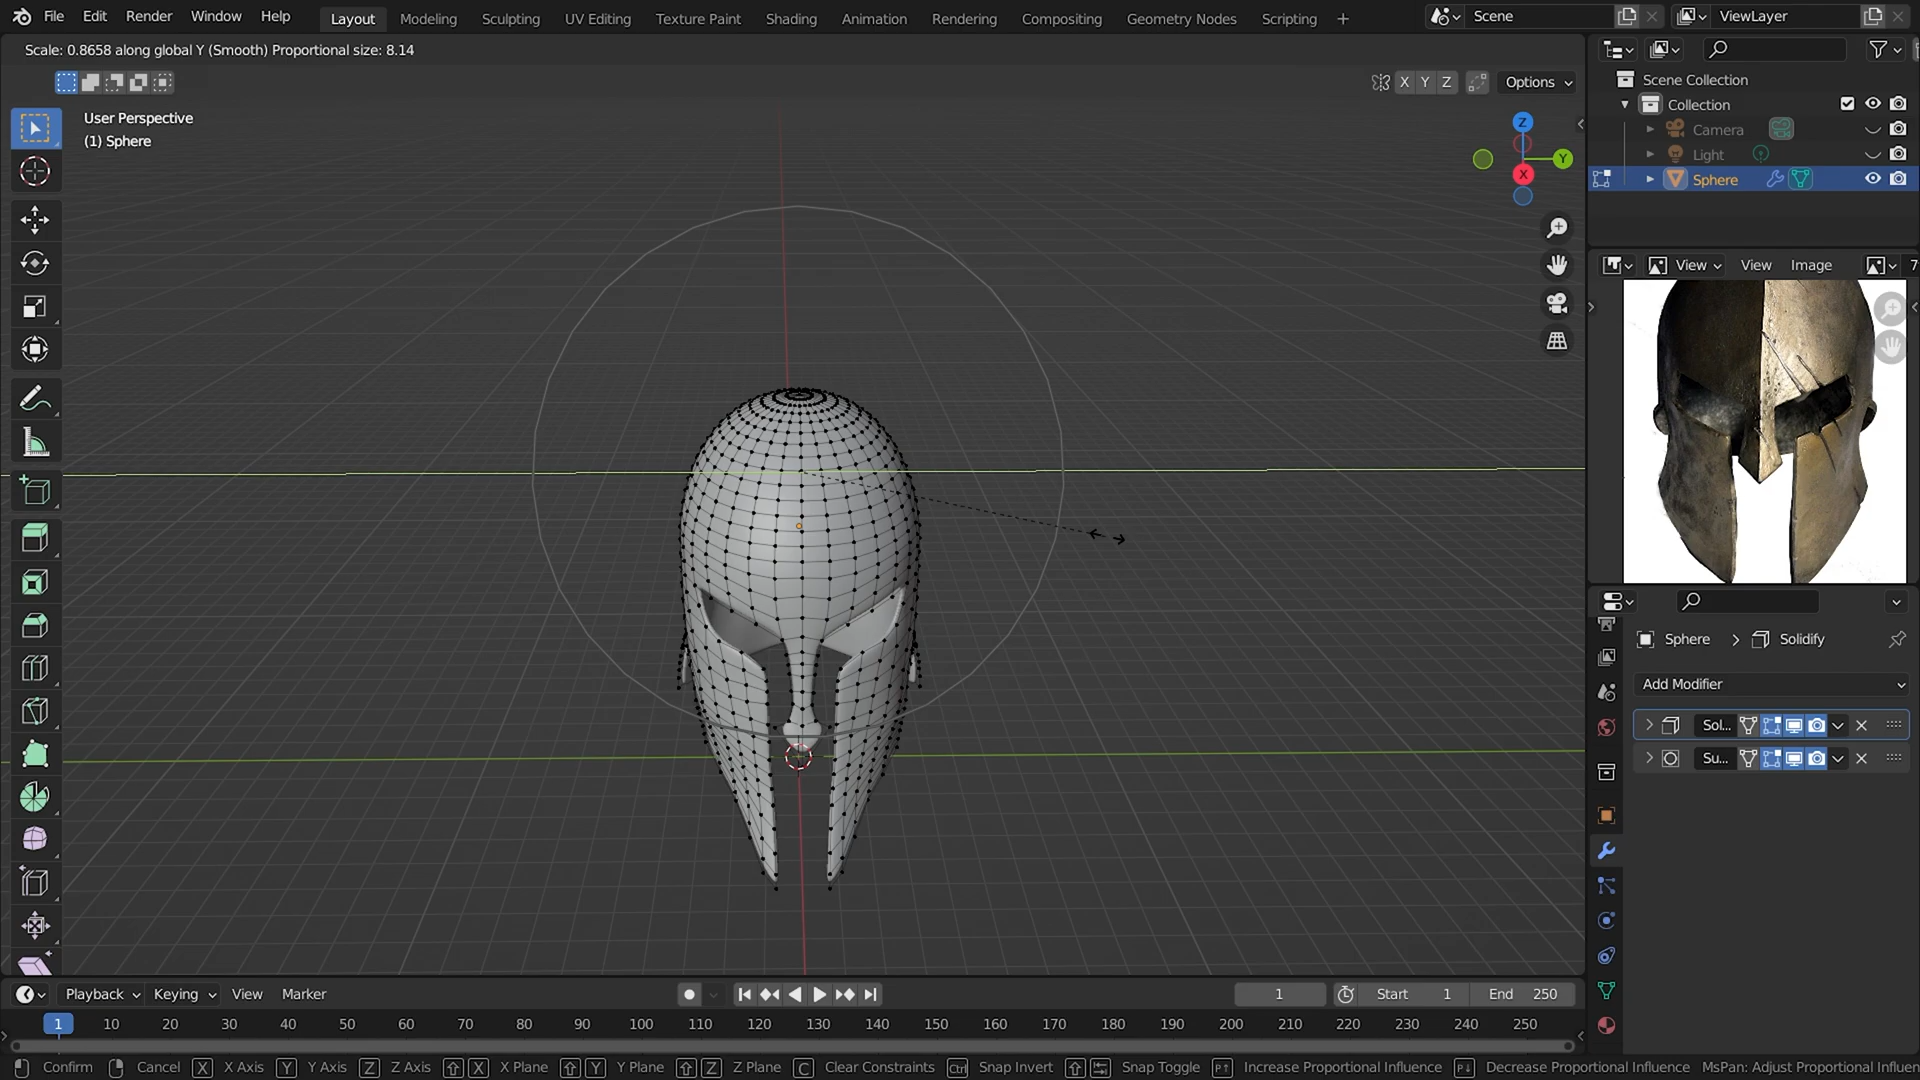 File Edit Render Window Help Layout Modeling Sculpting UV Editing Texture Paint Shading Animation Rendering Compositing Geometry Nodes Scripting + Scene ViewLayer
Scale: 0.8658 along global Y (Smooth) Proportional size: 8.14
X Y Z Options
User Perspective
(1) Sphere
Z
Y
X
Scene Collection
Collection
Camera
Light
Sphere
View View Image 7
Sphere > Solidify
Add Modifier
Sol...
Su...
Playback Keying View Marker 1 Start 1 End 250
1 10 20 30 40 50 60 70 80 90 100 110 120 130 140 150 160 170 180 190 200 210 220 230 240 250
Confirm Cancel X X Axis Y Y Axis Z Z Axis X X Plane Y Y Plane Z Z Plane C Clear Constraints Ctrl Snap Invert Snap Toggle Increase Proportional Influence Decrease Proportional Influence MsPan: Adjust Proportional Influen